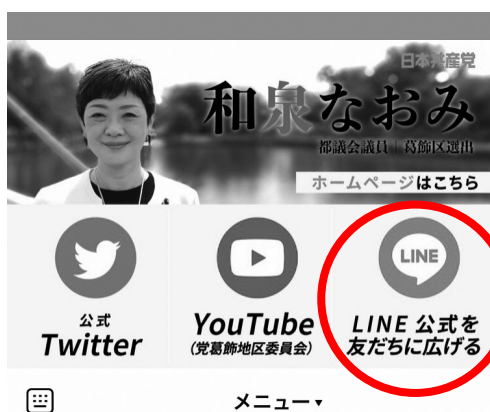 日本共産党
和泉なおみ
都議会議員 葛飾区選出
ホームページはこちら
LINE
公式
Twitter
YouTube
(党葛飾地区委員会)
LINE 公式を
友だちに広げる
メニュー▼